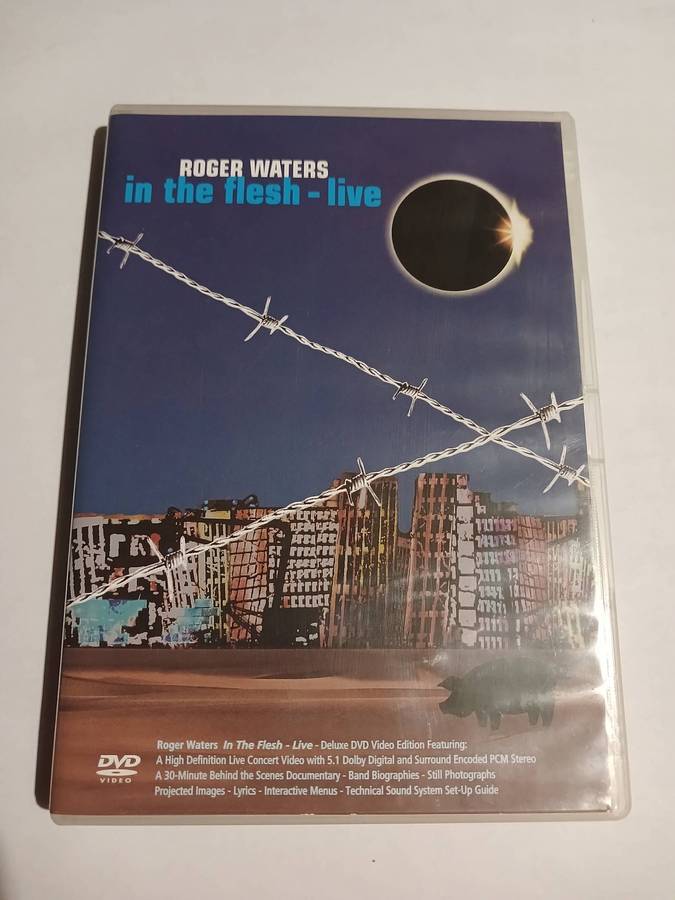 ROGER WATERS
in the flesh - live
Roger Waters In The Flesh - Live - Deluxe DVD Video Edition Featuring:
A High Definition Live Concert Video with 5.1 Dolby Digital and Surround Encoded PCM Stereo
A 30-Minute Behind the Scenes Documentary - Band Biographies - Still Photographs
Projected Images - Lyrics - Interactive Menus - Technical Sound System Set-Up Guide
DVD
VIDEO